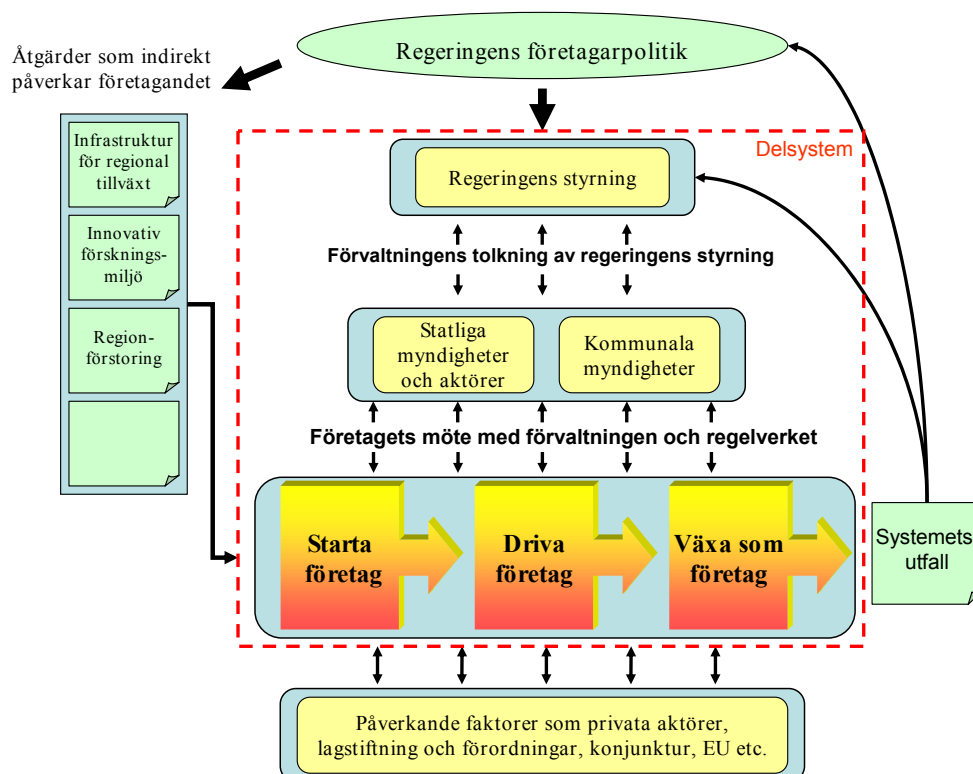 Regeringens företagarpolitik
Åtgärder som indirekt
påverkar företagandet
Infrastruktur
för regional
tillväxt
Innovativ
försknings-
miljö
Region-
förstoring
Delsystem
Regeringens styrning
Förvaltningens tolkning av regeringens styrning
Statliga
myndigheter
och aktörer
Kommunala
myndigheter
Företagets möte med förvaltningen och regelverket
Starta
företag
Driva
företag
Växa som
företag
Systemets
utfall
Påverkande faktorer som privata aktörer,
lagstiftning och förordningar, konjunktur, EU etc.